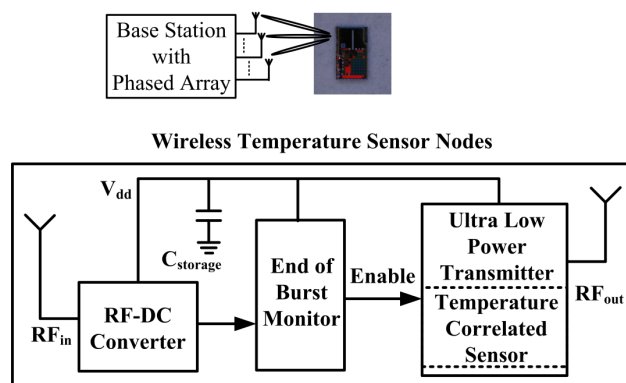 Base Station
with
Phased Array
Wireless Temperature Sensor Nodes
Vdd
Cstorage
RFin
RF-DC
Converter
End of
Burst
Monitor
Enable
Ultra Low
Power
Transmitter
Temperature
Correlated
Sensor
RFout